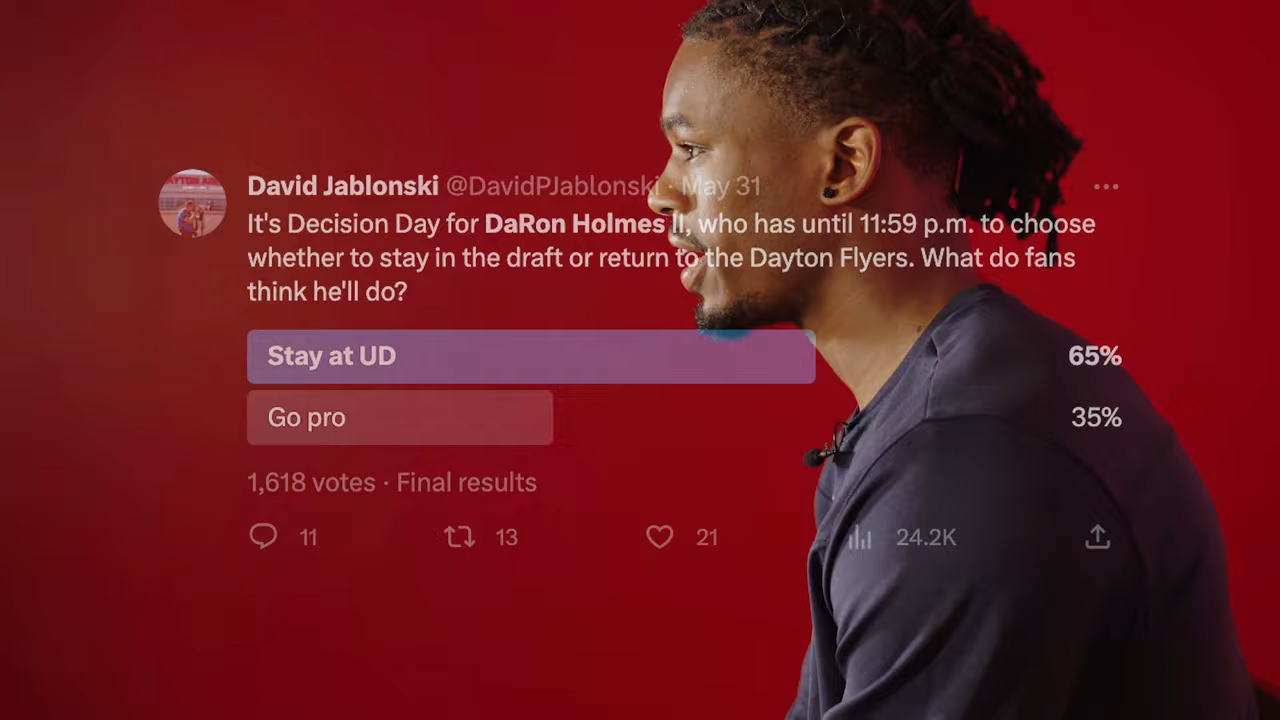 David Jablonski @DavidPJablonski · May 31
It's Decision Day for DaRon Holmes II, who has until 11:59 p.m. to choose
whether to stay in the draft or return to the Dayton Flyers. What do fans
think he'll do?
Stay at UD 65%
Go pro 35%
1,618 votes · Final results
11 13 21 24.2K